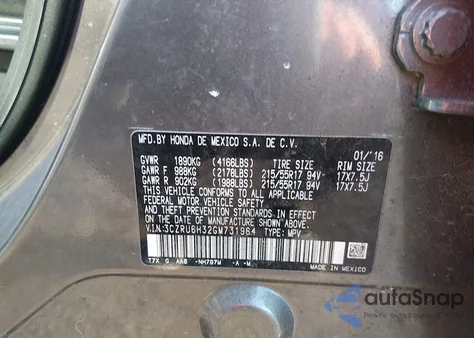 MFD.BY HONDA DE MEXICO S.A. DE C.V. 01/'16
GVWR 1890KG (4166LBS) TIRE SIZE RIM SIZE
GAWR F 988KG (2178LBS) 215/55R17 94V 17X7.5J
GAWR R 902KG (1988LBS) 215/55R17 94V 17X7.5J
THIS VEHICLE CONFORMS TO ALL APPLICABLE
FEDERAL MOTOR VEHICLE SAFETY AND THEFT
PREVENTION STANDARDS IN EFFECT ON THE DATE
OF MANUFACTURE SHOWN ABOVE.
V.I.N:3CZRU6H32GM731964 TYPE: MPV
T7X G AA6 -NH797M -A -M- MADE IN MEXICO
autoSnap